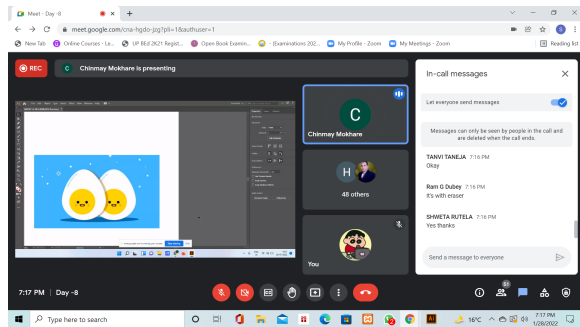 Meet - Day -8
meet.google.com/cna-hgdo-jzg?pli=1&authuser=1
New Tab
Online Courses - Le...
UP BEd 2K21 Regist...
Open Book Examin...
- (Examinations 202...
My Profile - Zoom
My Meetings - Zoom
Reading list
REC
C
Chinmay Mokhare is presenting
C
Chinmay Mokhare
H
48 others
You
In-call messages
Let everyone send messages
Messages can only be seen by people in the call and
are deleted when the call ends.
TANVI TANEJA 7:16 PM
Okay
Ram G Dubey 7:16 PM
it's with eraser
SHWETA RUTELA 7:16 PM
Yes thanks
Send a message to everyone
7:17 PM | Day -8
Type here to search
16°C
7:17 PM
1/28/2022